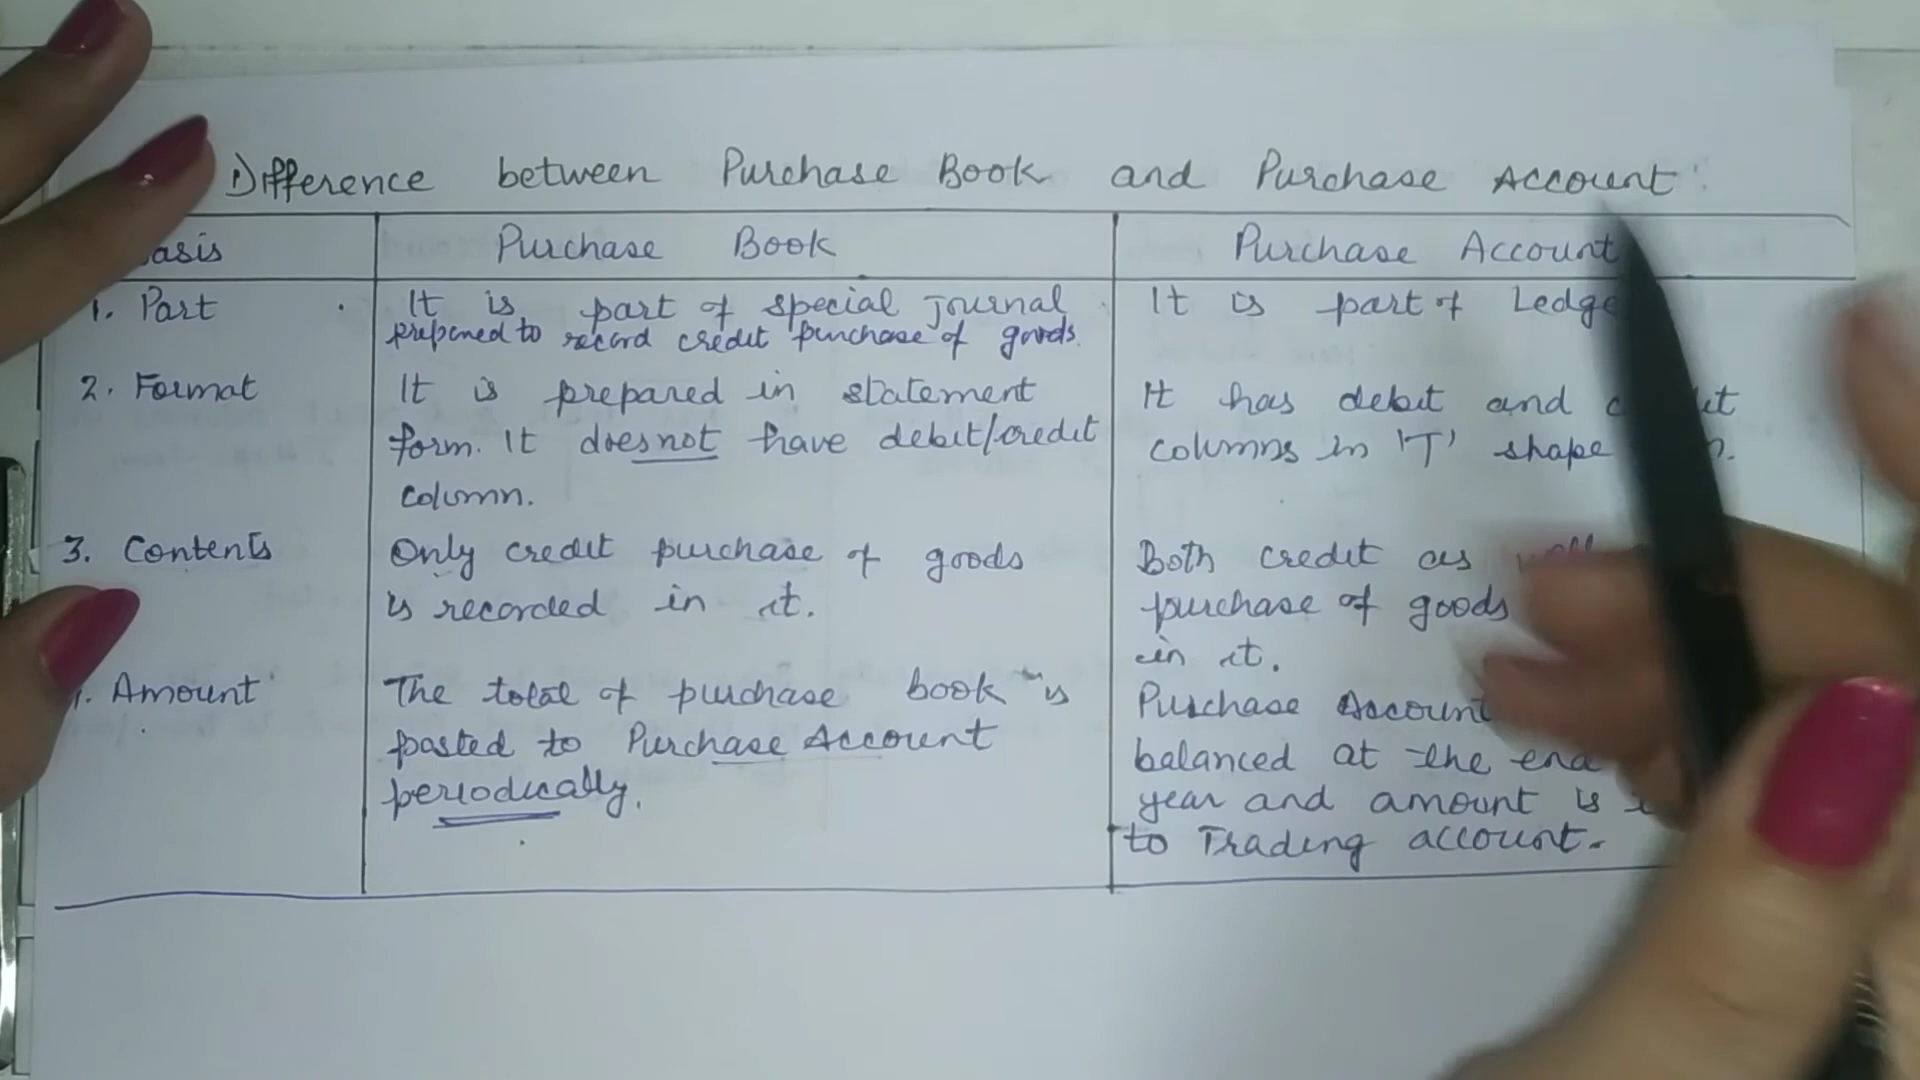 Difference between Purchase Book and Purchase Account
asis Purchase Book Purchase Account
1. Part It is part of special journal It is part of Ledge
prepared to record credit purchase of goods.
2. Format It is prepared in statement It has debit and
form. It does not have debit/credit columns in 'T' shape
column.
3. Contents Only credit purchase of goods Both credit as
is recorded in it. purchase of goods
in it.
Amount The total of purchase book is Purchase Account
posted to Purchase Account balanced at the end
periodically. year and amount is
to Trading account.